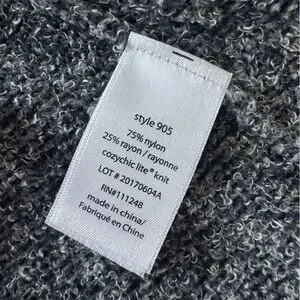 style 905
75% nylon
25% rayon / rayonne
cozychic lite® knit
LOT # 20170604A
RN#111248
made in china/
Fabriqué en Chine